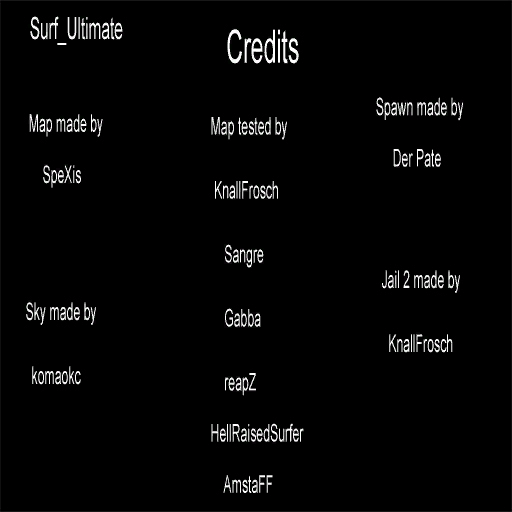 Surf_Ultimate
Credits
Map made by
SpeXis
Sky made by
komaokc
Map tested by
KnallFrosch
Sangre
Gabba
reapZ
HellRaisedSurfer
AmstaFF
Spawn made by
Der Pate
Jail 2 made by
KnallFrosch